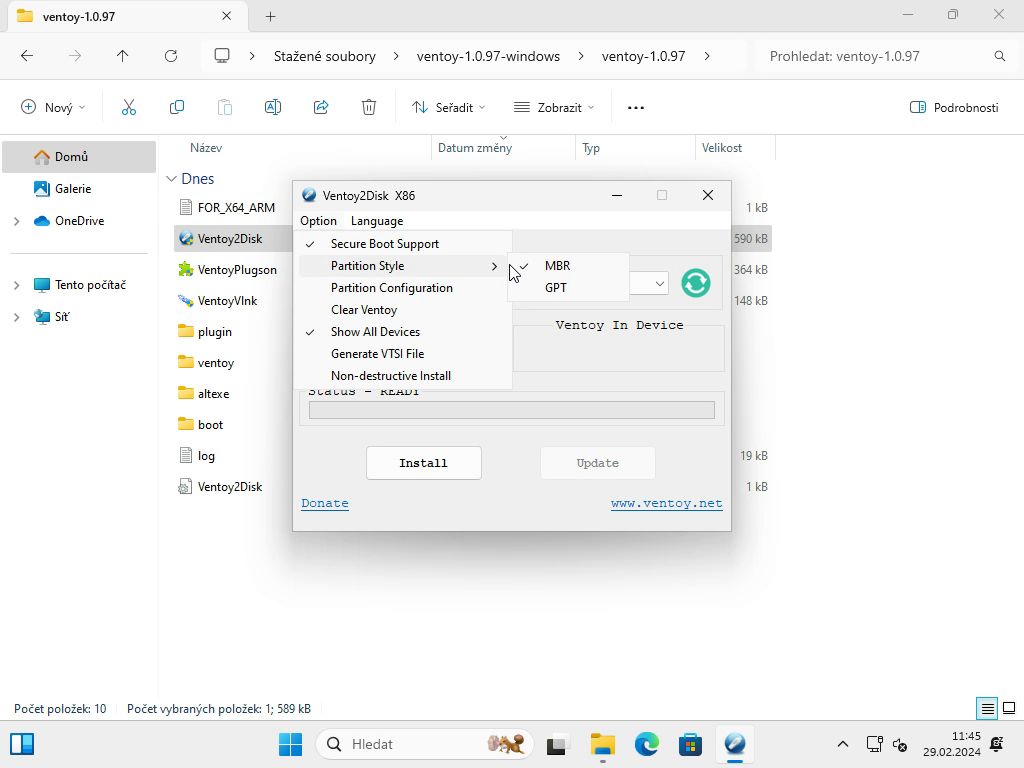 ventoy-1.0.97
Stažené soubory
ventoy-1.0.97-windows
ventoy-1.0.97
Prohledat: ventoy-1.0.97
Nový
Seřadit
Zobrazit
Podrobnosti
Název
Datum změny
Typ
Velikost
Domů
Galerie
OneDrive
Tento počítač
Síť
Dnes
FOR_X64_ARM
1 kB
Ventoy2Disk
590 kB
VentoyPlugson
364 kB
VentoyVlnk
148 kB
plugin
ventoy
altexe
boot
log
19 kB
Ventoy2Disk
1 kB
Ventoy2Disk X86
Option
Language
Secure Boot Support
Partition Style
Partition Configuration
Clear Ventoy
Show All Devices
Generate VTSI File
Non-destructive Install
MBR
GPT
Ventoy In Device
Status - READY
Install
Update
Donate
www.ventoy.net
Počet položek: 10
Počet vybraných položek: 1; 589 kB
Hledat
11:45
29.02.2024